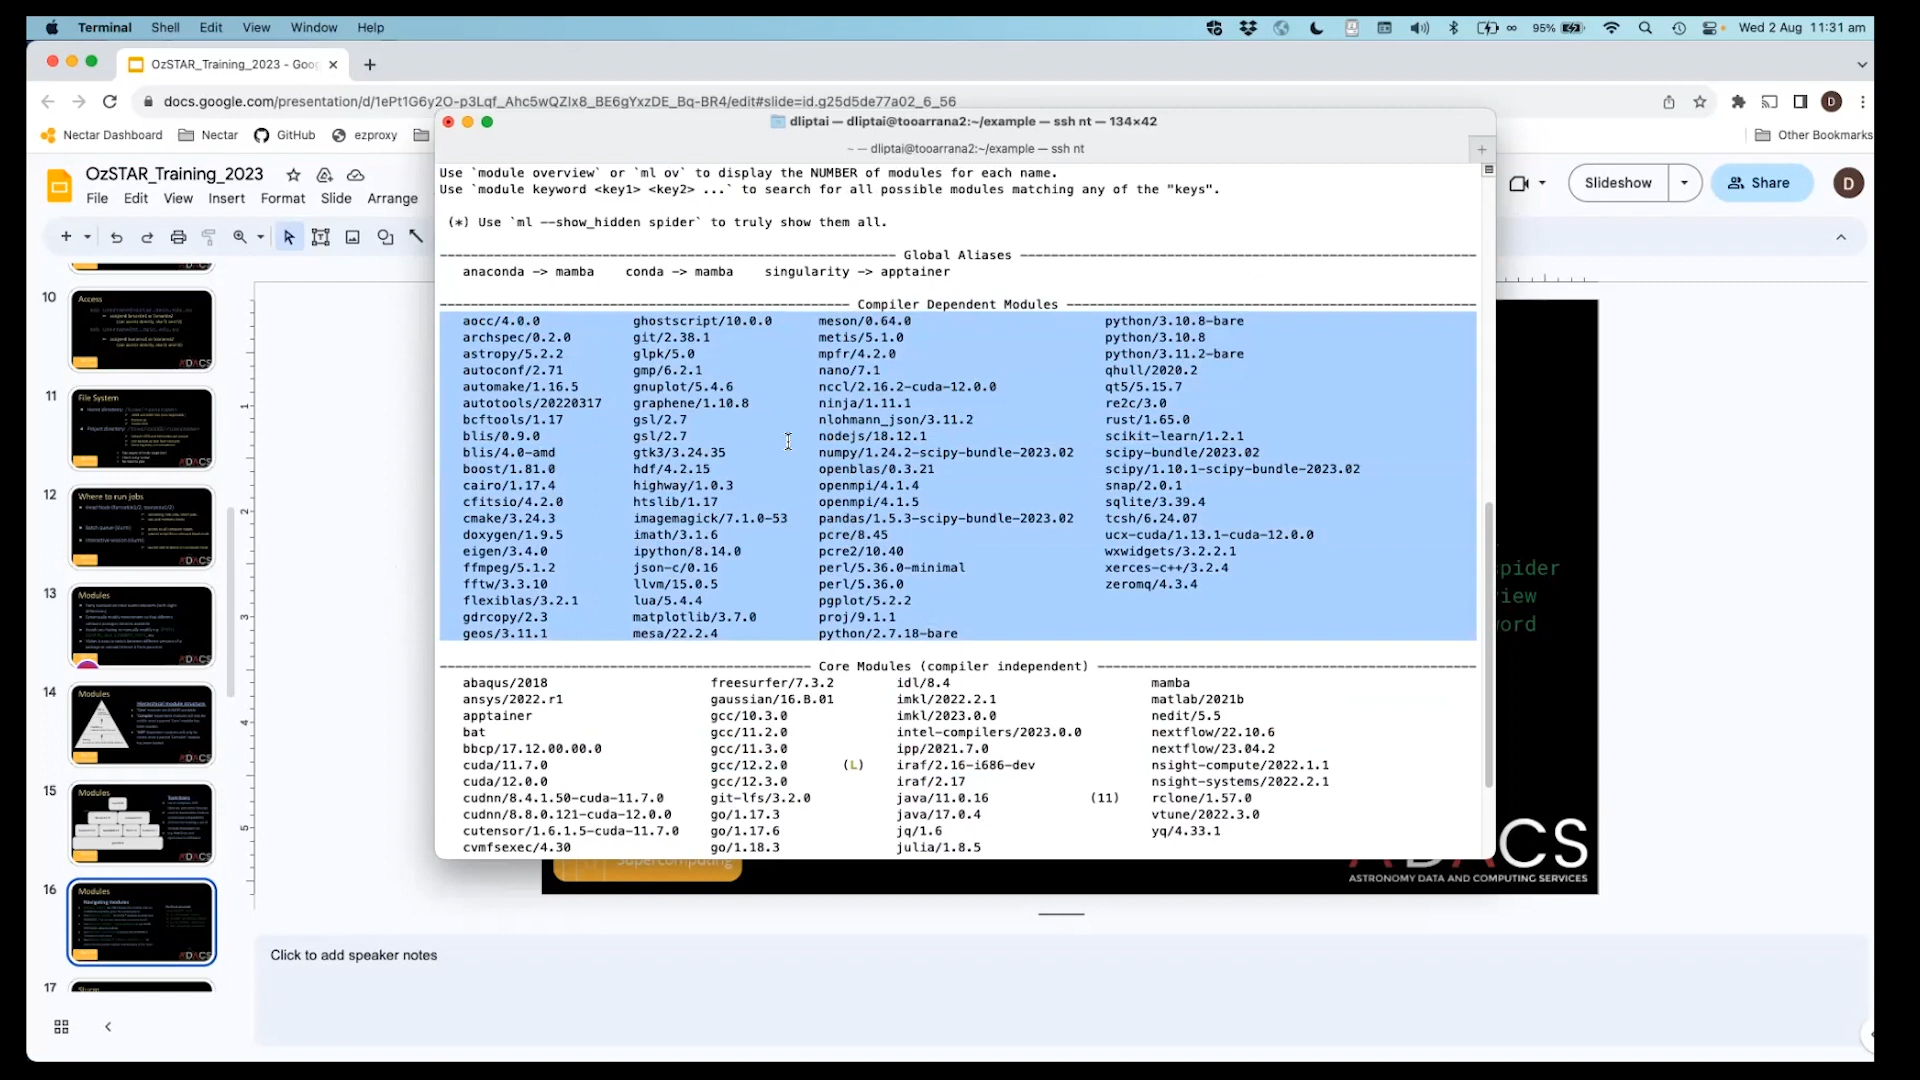 Terminal Shell Edit View Window Help 95% Wed 2 Aug 11:31 am
OzSTAR_Training_2023 - Goo
docs.google.com/presentation/d/1ePt1G6y2O-p3Lqf_Ahc5wQZIx8_BE6gYxzDE_Bq-BR4/edit#slide=id.g25d5de77a02_6_56
D
Nectar Dashboard Nectar GitHub ezproxy Other Bookmarks
dliptai — dliptai@tooarrana2:~/example — ssh nt — 134×42
~ — dliptai@tooarrana2:~/example — ssh nt
OzSTAR_Training_2023
File Edit View Insert Format Slide Arrange
Slideshow Share D
Use `module overview` or `ml ov` to display the NUMBER of modules for each name.
Use `module keyword <key1> <key2> ...` to search for all possible modules matching any of the "keys".
(*) Use `ml --show_hidden spider` to truly show them all.
Global Aliases
anaconda -> mamba conda -> mamba singularity -> apptainer
Compiler Dependent Modules
aocc/4.0.0 ghostscript/10.0.0 meson/0.64.0 python/3.10.8-bare
archspec/0.2.0 git/2.38.1 metis/5.1.0 python/3.10.8
astropy/5.2.2 glpk/5.0 mpfr/4.2.0 python/3.11.2-bare
autoconf/2.71 gmp/6.2.1 nano/7.1 qhull/2020.2
automake/1.16.5 gnuplot/5.4.6 nccl/2.16.2-cuda-12.0.0 qt5/5.15.7
autotools/20220317 graphene/1.10.8 ninja/1.11.1 re2c/3.0
bcftools/1.17 gsl/2.7 nlohmann_json/3.11.2 rust/1.65.0
blis/0.9.0 gsl/2.7 nodejs/18.12.1 scikit-learn/1.2.1
blis/4.0-amd gtk3/3.24.35 numpy/1.24.2-scipy-bundle-2023.02 scipy-bundle/2023.02
boost/1.81.0 hdf/4.2.15 openblas/0.3.21 scipy/1.10.1-scipy-bundle-2023.02
cairo/1.17.4 highway/1.0.3 openmpi/4.1.4 snap/2.0.1
cfitsio/4.2.0 htslib/1.17 openmpi/4.1.5 sqlite/3.39.4
cmake/3.24.3 imagemagick/7.1.0-53 pandas/1.5.3-scipy-bundle-2023.02 tcsh/6.24.07
doxygen/1.9.5 imath/3.1.6 pcre/8.45 ucx-cuda/1.13.1-cuda-12.0.0
eigen/3.4.0 ipython/8.14.0 pcre2/10.40 wxwidgets/3.2.2.1
ffmpeg/5.1.2 json-c/0.16 perl/5.36.0-minimal xerces-c++/3.2.4
fftw/3.3.10 llvm/15.0.5 perl/5.36.0 zeromq/4.3.4
flexiblas/3.2.1 lua/5.4.4 pgplot/5.2.2
gdrcopy/2.3 matplotlib/3.7.0 proj/9.1.1
geos/3.11.1 mesa/22.2.4 python/2.7.18-bare
Core Modules (compiler independent)
abaqus/2018 freesurfer/7.3.2 idl/8.4 mamba
ansys/2022.r1 gaussian/16.B.01 imkl/2022.2.1 matlab/2021b
apptainer gcc/10.3.0 imkl/2023.0.0 nedit/5.5
bat gcc/11.2.0 intel-compilers/2023.0.0 nextflow/22.10.6
bbcp/17.12.00.00.0 gcc/11.3.0 ipp/2021.7.0 nextflow/23.04.2
cuda/11.7.0 gcc/12.2.0 (L) iraf/2.16-i686-dev nsight-compute/2022.1.1
cuda/12.0.0 gcc/12.3.0 iraf/2.17 nsight-systems/2022.2.1
cudnn/8.4.1.50-cuda-11.7.0 git-lfs/3.2.0 java/11.0.16 (11) rclone/1.57.0
cudnn/8.8.0.121-cuda-12.0.0 go/1.17.3 java/17.0.4 vtune/2022.3.0
cutensor/1.6.1.5-cuda-11.7.0 go/1.17.6 jq/1.6 yq/4.33.1
cvmfsexec/4.30 go/1.18.3 julia/1.8.5
10
Access
11
File System
12
Where to run jobs
13
Modules
14
Modules
15
Modules
16
Modules
Navigating modules
17
1
2
3
4
5
pider
iew
ord
Supercomputing
ASTRONOMY DATA AND COMPUTING SERVICES
Click to add speaker notes